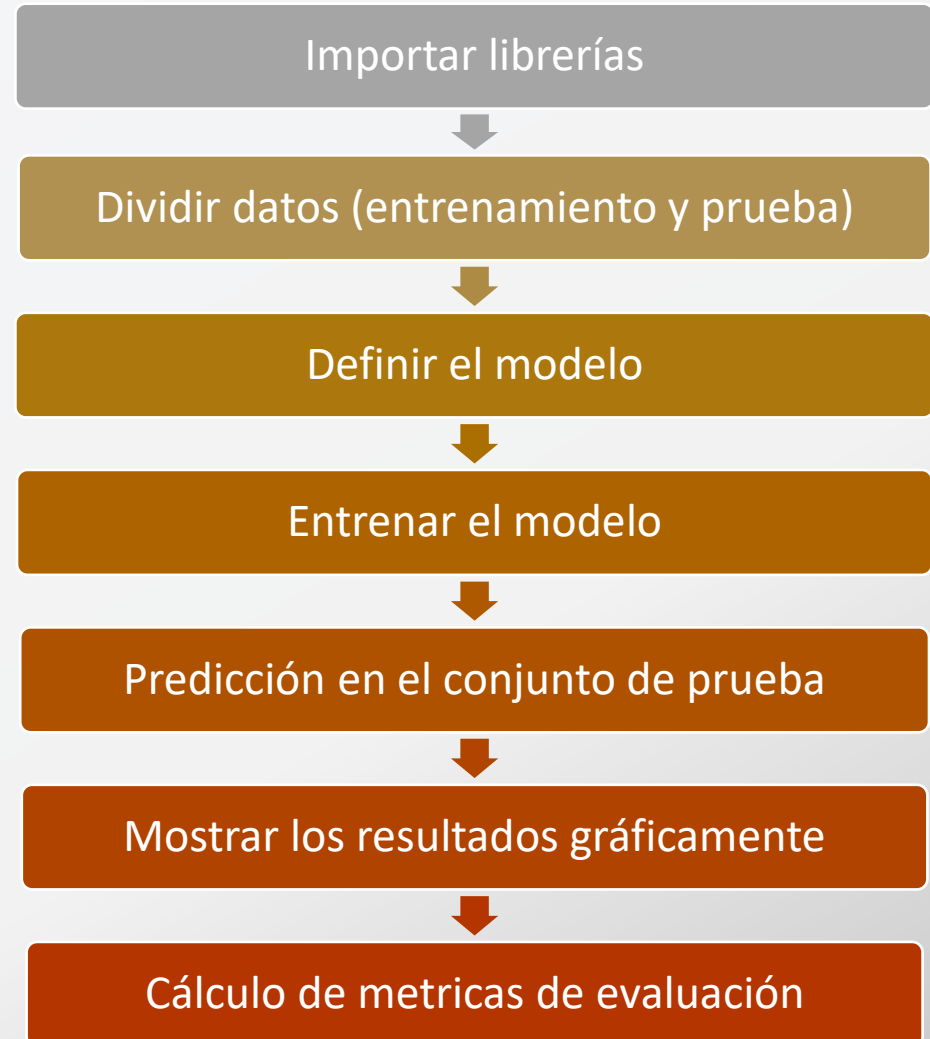 Importar librerías
Dividir datos (entrenamiento y prueba)
Definir el modelo
Entrenar el modelo
Predicción en el conjunto de prueba
Mostrar los resultados gráficamente
Cálculo de metricas de evaluación